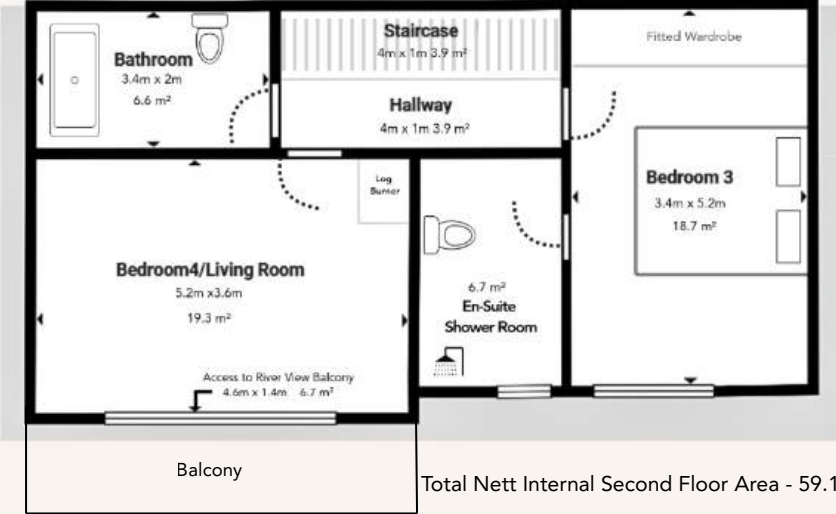 Bathroom
3.4m x 2m
6.6 m²
Staircase
4m x 1m 3.9 m²
Hallway
4m x 1m 3.9 m²
Fitted Wardrobe
Bedroom 3
3.4m x 5.2m
18.7 m²
Log
Burner
Bedroom4/Living Room
5.2m x3.6m
19.3 m²
6.7 m²
En-Suite
Shower Room
Access to River View Balcony
4.6m x 1.4m 6.7 m²
Balcony
Total Nett Internal Second Floor Area - 59.1